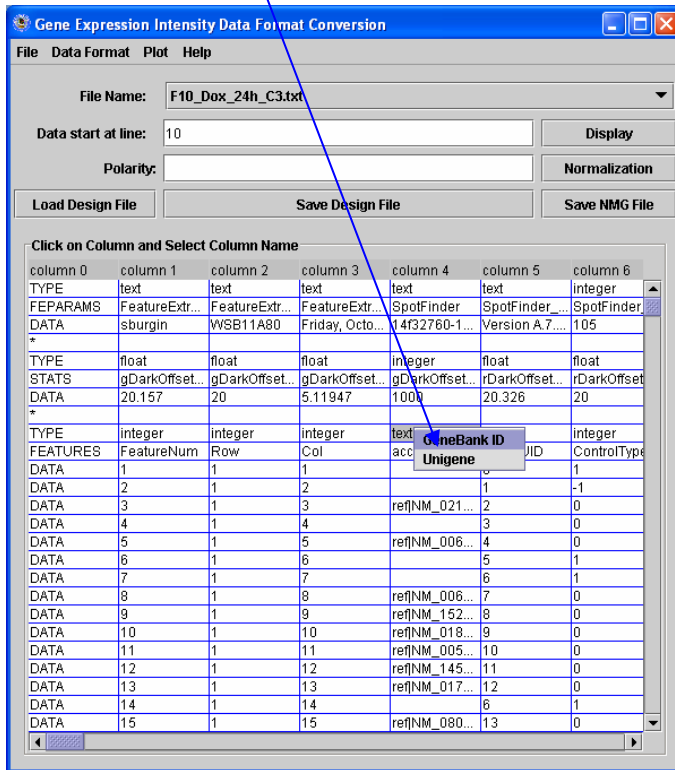 Gene Expression Intensity Data Format Conversion
File Data Format Plot Help
File Name: F10_Dox_24h_C3.txt
Data start at line: 10 Display
Polarity: Normalization
Load Design File Save Design File Save NMG File
Click on Column and Select Column Name
column 0 column 1 column 2 column 3 column 4 column 5 column 6
TYPE text text text text text integer
FEPARAMS FeatureExtr... FeatureExtr... FeatureExtr... SpotFinder SpotFinder_... SpotFinder_
DATA sburgin WSB11A80 Friday, Octo... 14f32760-1... Version A.7.... 105
*
TYPE float float float integer float float
STATS gDarkOffset... gDarkOffset... gDarkOffset... gDarkOffset... rDarkOffset... rDarkOffset
DATA 20.157 20 5.11947 1000 20.326 20
*
TYPE integer integer integer text GeneBank ID integer
FEATURES FeatureNum Row Col acc Unigene UID ControlType
DATA 1 1 1 0 1
DATA 2 1 2 1 -1
DATA 3 1 3 ref|NM_021... 2 0
DATA 4 1 4 3 0
DATA 5 1 5 ref|NM_006... 4 0
DATA 6 1 6 5 1
DATA 7 1 7 6 1
DATA 8 1 8 ref|NM_006... 7 0
DATA 9 1 9 ref|NM_152... 8 0
DATA 10 1 10 ref|NM_018... 9 0
DATA 11 1 11 ref|NM_005... 10 0
DATA 12 1 12 ref|NM_145... 11 0
DATA 13 1 13 ref|NM_017... 12 0
DATA 14 1 14 6 1
DATA 15 1 15 ref|NM_080... 13 0